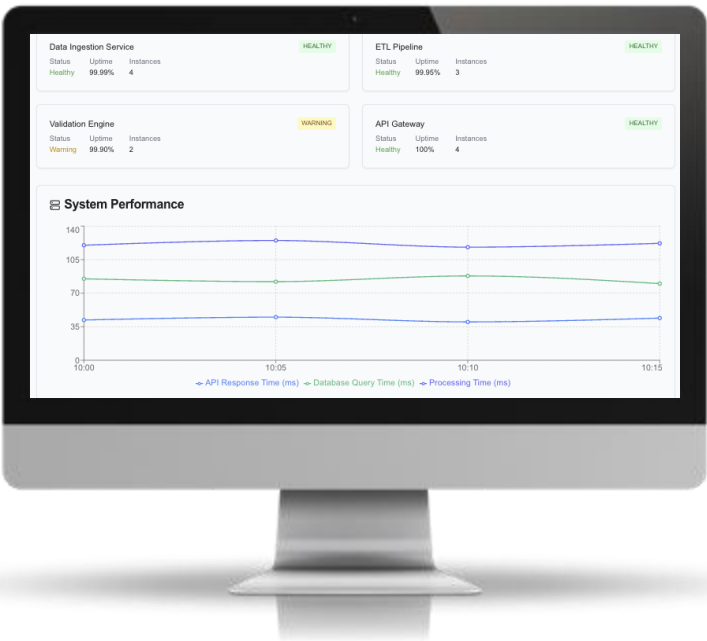 Data Ingestion Service HEALTHY
Status Uptime Instances
Healthy 99.99% 4
ETL Pipeline HEALTHY
Status Uptime Instances
Healthy 99.95% 3
Validation Engine WARNING
Status Uptime Instances
Warning 99.90% 2
API Gateway HEALTHY
Status Uptime Instances
Healthy 100% 4
System Performance
140
105
70
35
0
10:00 10:05 10:10 10:15
API Response Time (ms) Database Query Time (ms) Processing Time (ms)